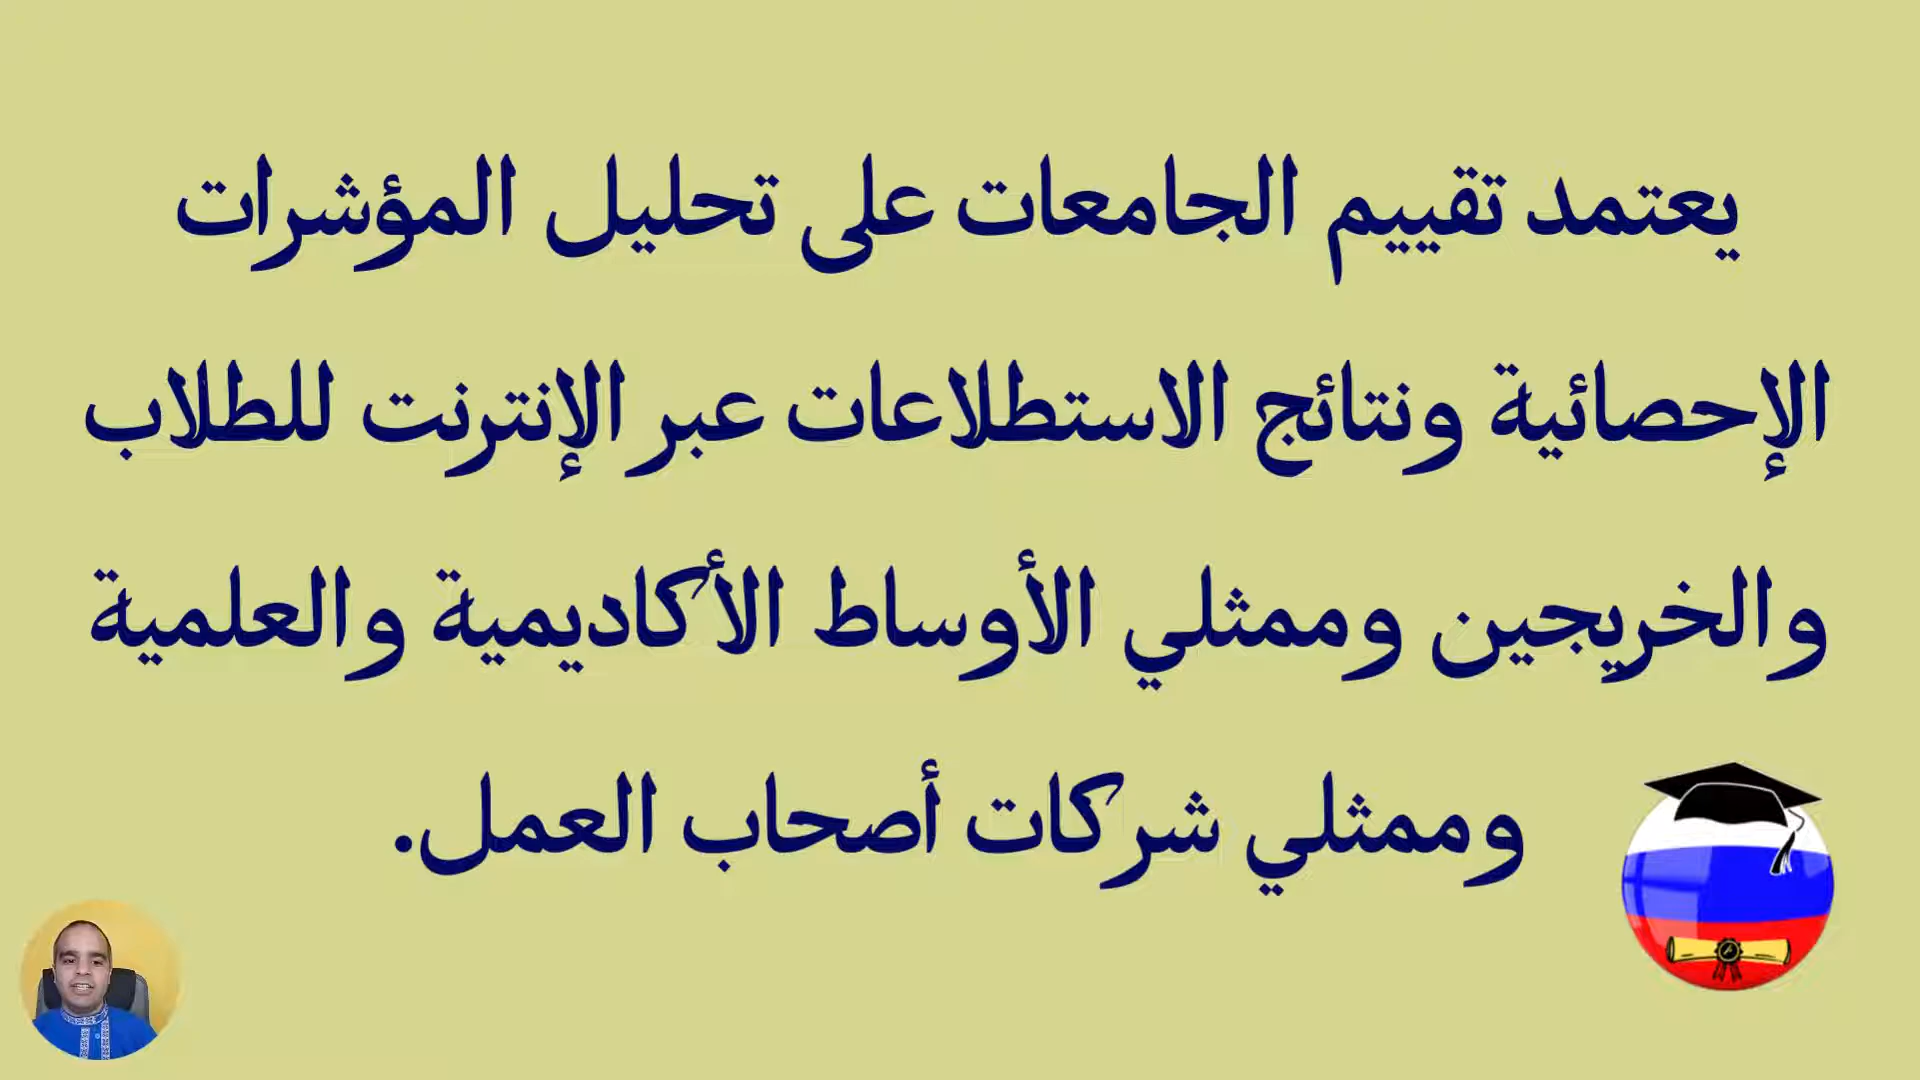 يعتمد تقييم الجامعات على تحليل المؤشرات
الإحصائية ونتائج الاستطلاعات عبر الإنترنت للطلاب
والخريجين وممثلي الأوساط الأكاديمية والعلمية
وممثلي شركات أصحاب العمل.